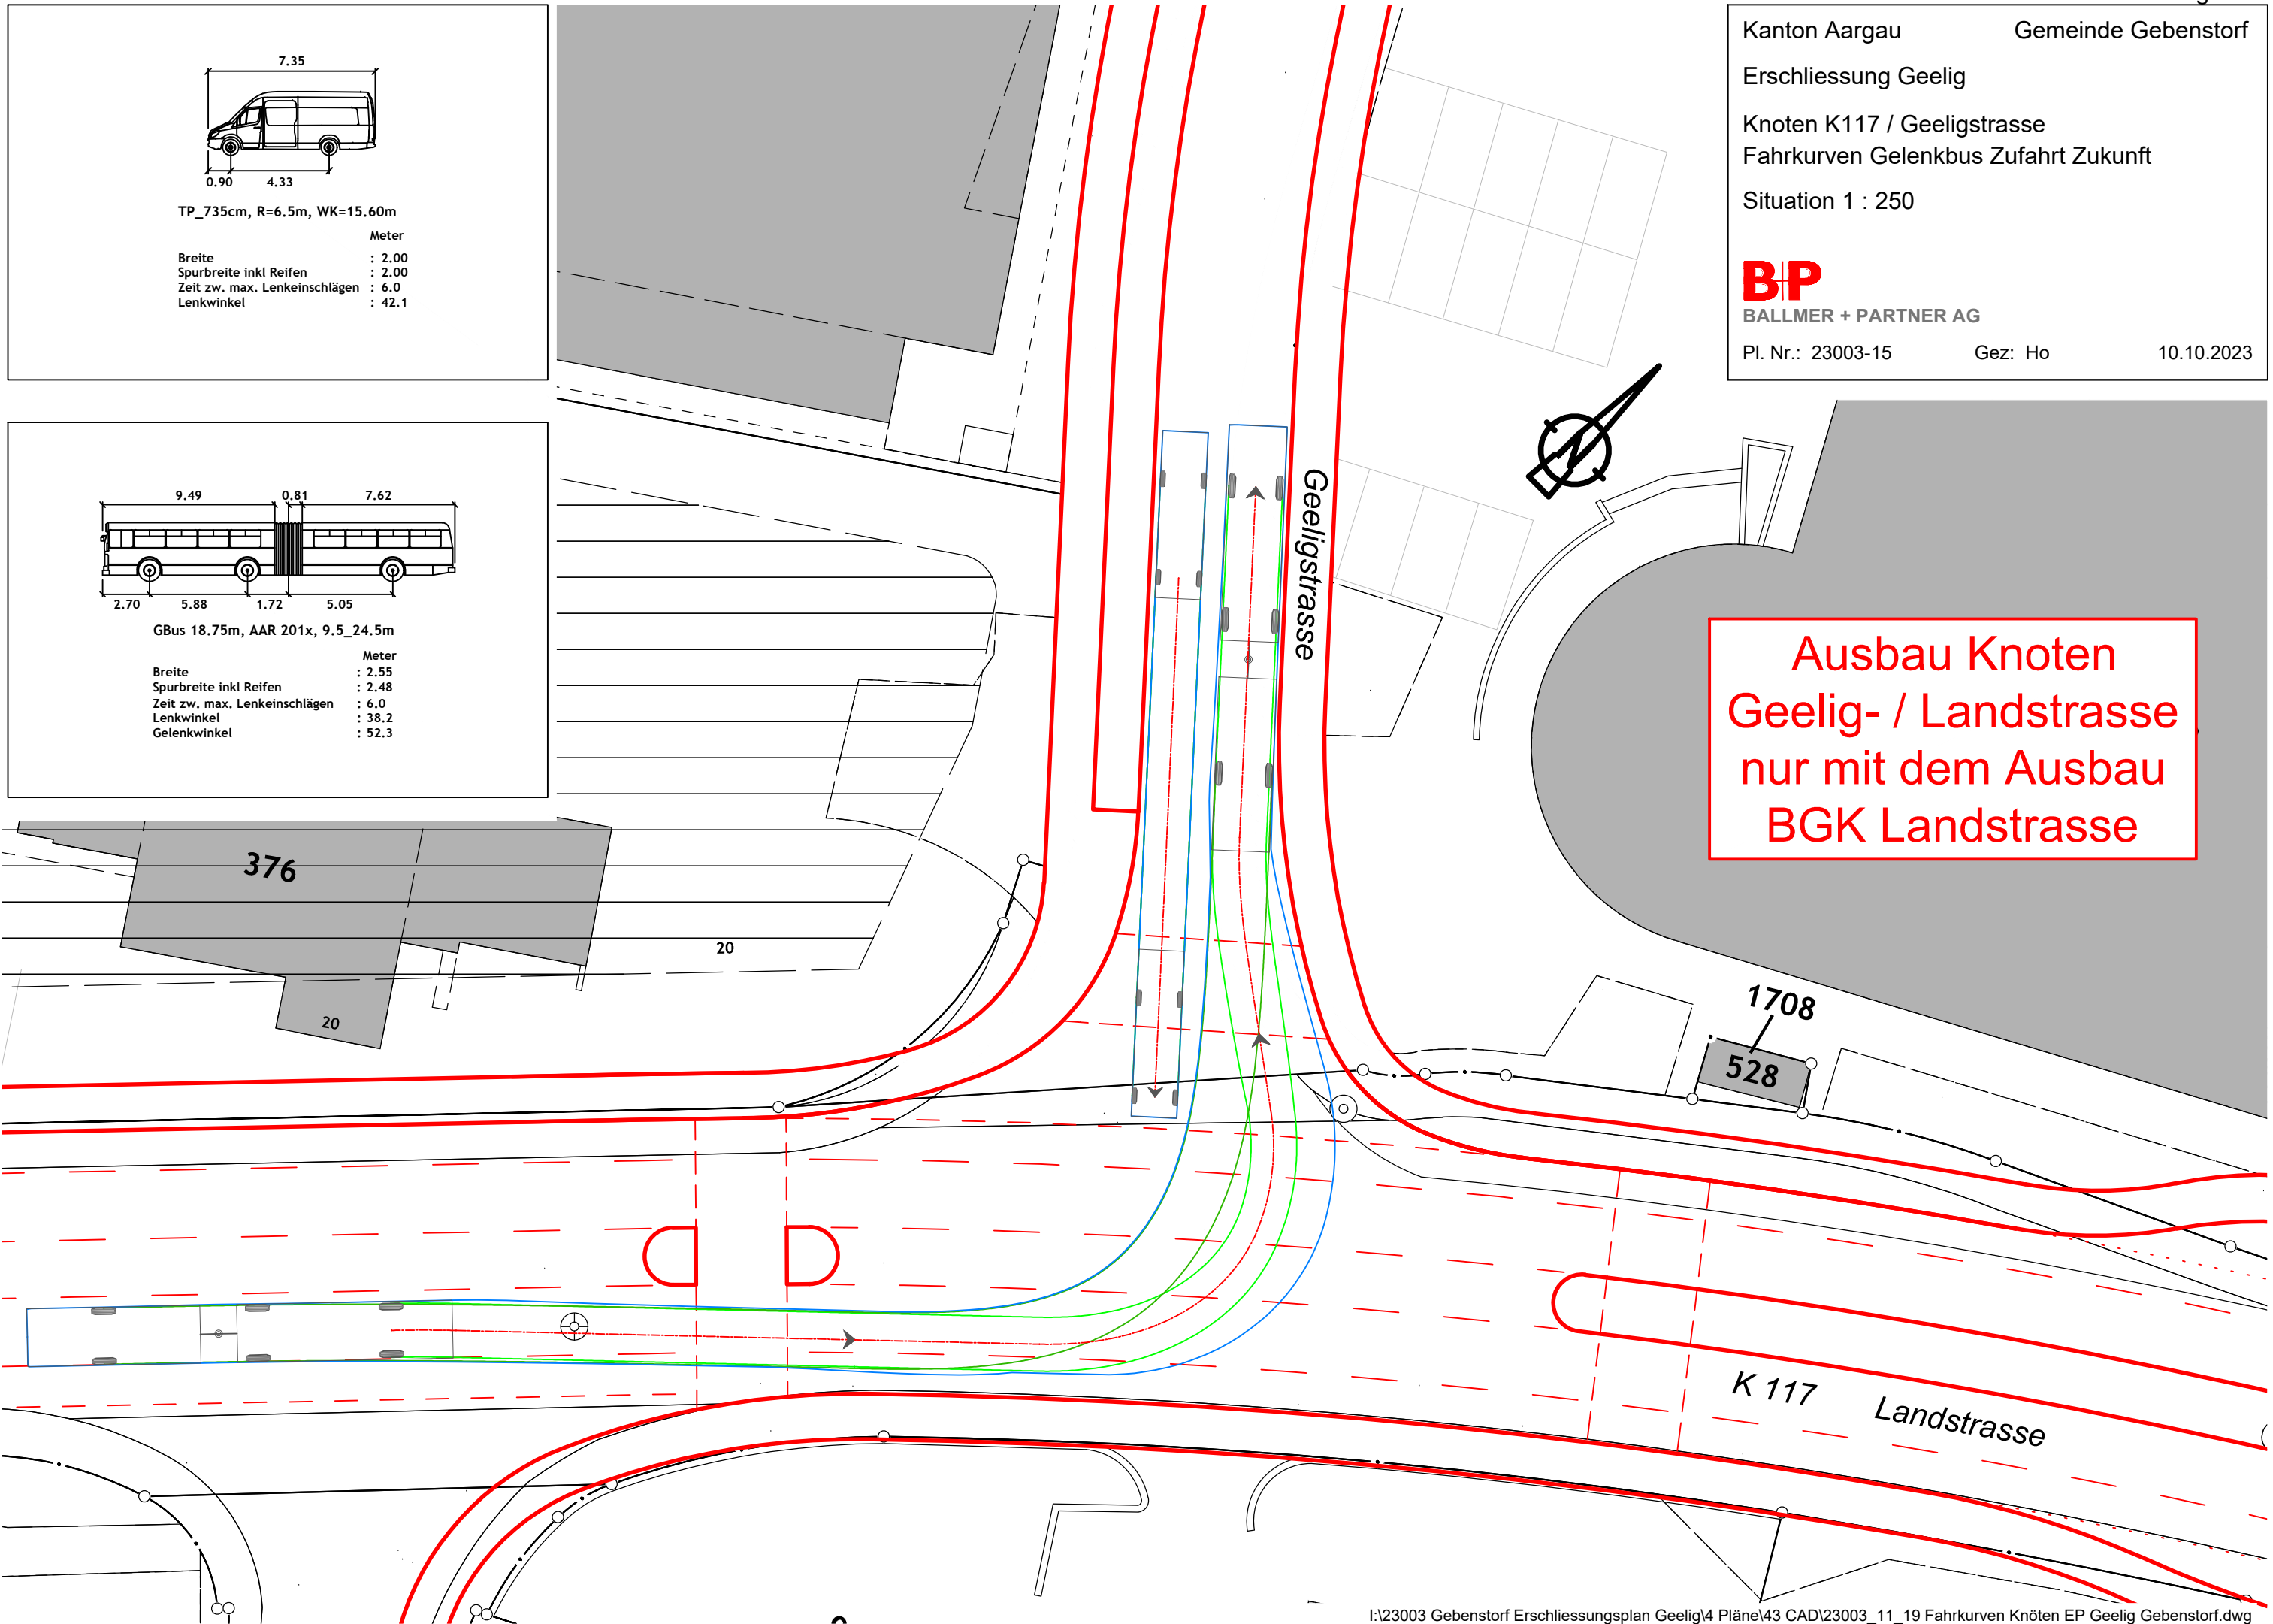 7.35
0.90 4.33
TP_735cm, R=6.5m, WK=15.60m
Meter
Breite : 2.00
Spurbreite inkl Reifen : 2.00
Zeit zw. max. Lenkeinschlägen : 6.0
Lenkwinkel : 42.1
9.49 0.81 7.62
2.70 5.88 1.72 5.05
GBus 18.75m, AAR 201x, 9.5_24.5m
Meter
Breite : 2.55
Spurbreite inkl Reifen : 2.48
Zeit zw. max. Lenkeinschlägen : 6.0
Lenkwinkel : 38.2
Gelenkwinkel : 52.3
Kanton Aargau Gemeinde Gebenstorf
Erschliessung Geelig
Knoten K117 / Geeligstrasse
Fahrkurven Gelenkbus Zufahrt Zukunft
Situation 1 : 250
B+P
BALLMER + PARTNER AG
Pl. Nr.: 23003-15 Gez: Ho 10.10.2023
N
Geeligstrasse
Ausbau Knoten
Geelig- / Landstrasse
nur mit dem Ausbau
BGK Landstrasse
376
20
20
1708
528
K 117 Landstrasse
I:\23003 Gebenstorf Erschliessungsplan Geelig\4 Pläne\43 CAD\23003_11_19 Fahrkurven Knöten EP Geelig Gebenstorf.dwg